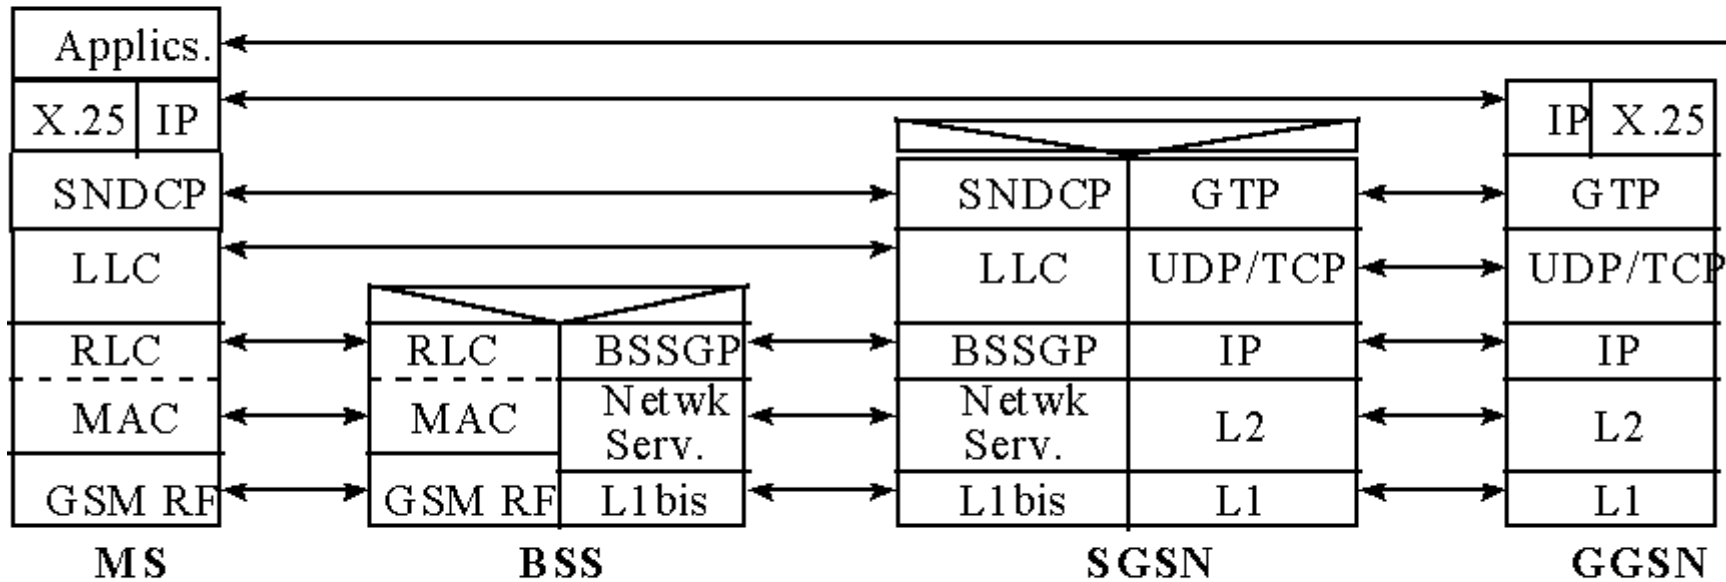 Applics.
X.25 IP IP X.25
SNDCP SNDCP GTP GTP
LLC LLC UDP/TCP UDP/TCP
RLC RLC BSSGP BSSGP IP IP
MAC MAC Netwk Serv. Netwk Serv. L2 L2
GSM RF GSM RF L1bis L1bis L1 L1
MS BSS SGSN GGSN